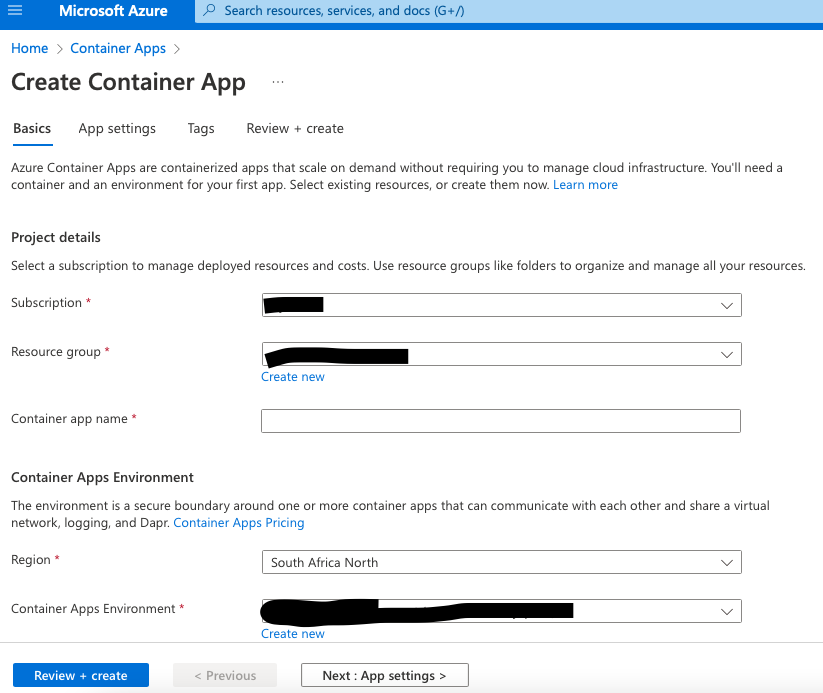 Microsoft Azure
Search resources, services, and docs (G+/)
Home > Container Apps >
Create Container App ...
Basics App settings Tags Review + create
Azure Container Apps are containerized apps that scale on demand without requiring you to manage cloud infrastructure. You'll need a
container and an environment for your first app. Select existing resources, or create them now. Learn more
Project details
Select a subscription to manage deployed resources and costs. Use resource groups like folders to organize and manage all your resources.
Subscription *
Resource group *
Create new
Container app name *
Container Apps Environment
The environment is a secure boundary around one or more container apps that can communicate with each other and share a virtual
network, logging, and Dapr. Container Apps Pricing
Region * South Africa North
Container Apps Environment *
Create new
Review + create < Previous Next : App settings >